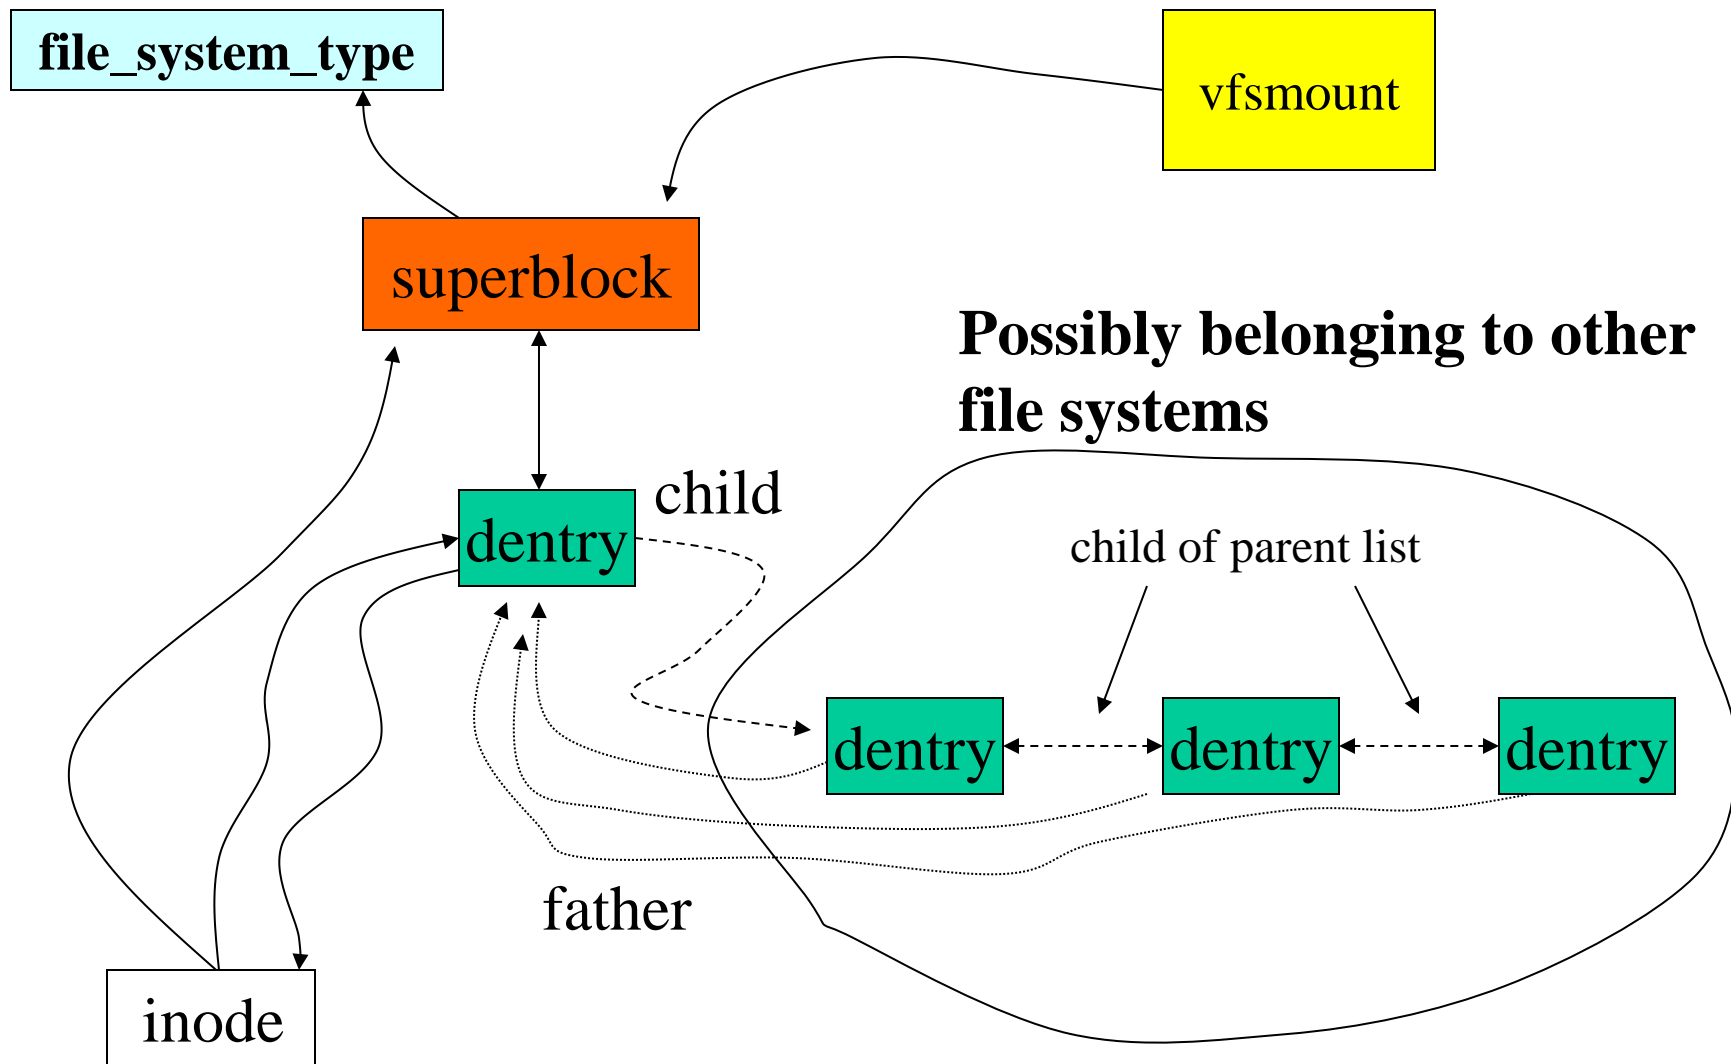 file_system_type
vfsmount
superblock
Possibly belonging to other
file systems
child
dentry
child of parent list
dentry
dentry
dentry
father
inode